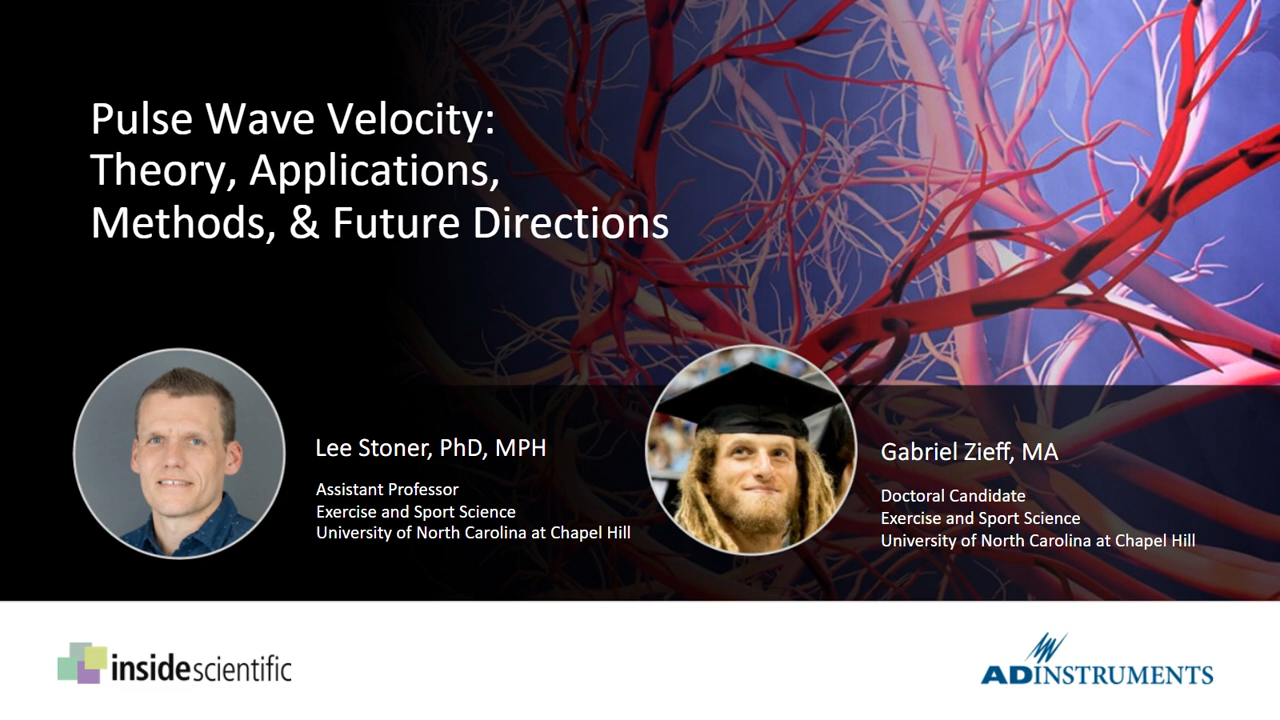 Pulse Wave Velocity:
Theory, Applications,
Methods, & Future Directions
Lee Stoner, PhD, MPH
Assistant Professor
Exercise and Sport Science
University of North Carolina at Chapel Hill
Gabriel Zieff, MA
Doctoral Candidate
Exercise and Sport Science
University of North Carolina at Chapel Hill
insidescientific
ADINSTRUMENTS